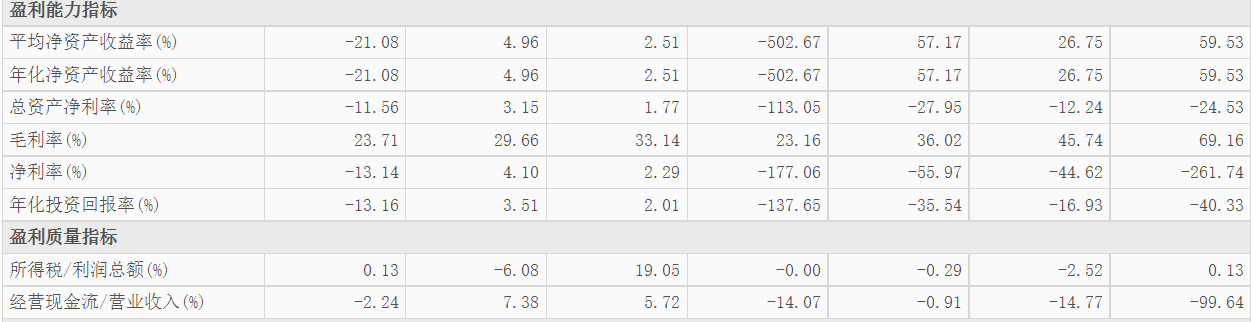 盈利能力指标
平均净资产收益率(%) -21.08 4.96 2.51 -502.67 57.17 26.75 59.53
年化净资产收益率(%) -21.08 4.96 2.51 -502.67 57.17 26.75 59.53
总资产净利率(%) -11.56 3.15 1.77 -113.05 -27.95 -12.24 -24.53
毛利率(%) 23.71 29.66 33.14 23.16 36.02 45.74 69.16
净利率(%) -13.14 4.10 2.29 -177.06 -55.97 -44.62 -261.74
年化投资回报率(%) -13.16 3.51 2.01 -137.65 -35.54 -16.93 -40.33
盈利质量指标
所得税/利润总额(%) 0.13 -6.08 19.05 -0.00 -0.29 -2.52 0.13
经营现金流/营业收入(%) -2.24 7.38 5.72 -14.07 -0.91 -14.77 -99.64